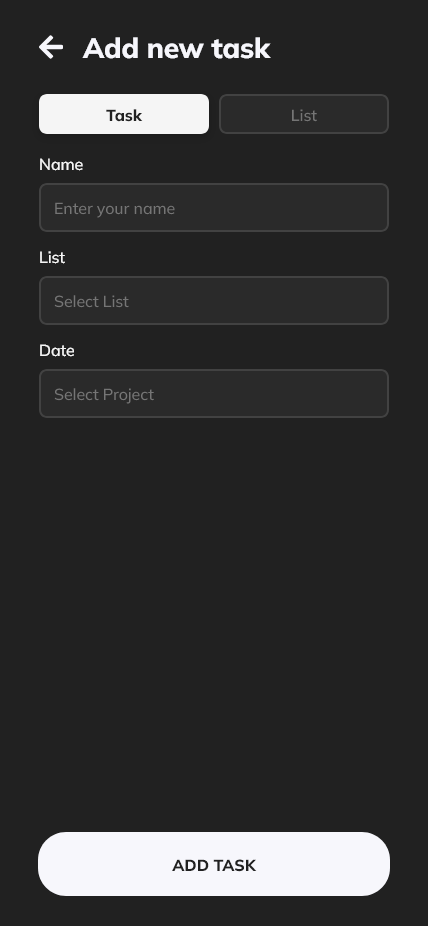 Add new task
Task
List
Name
Enter your name
List
Select List
Date
Select Project
ADD TASK